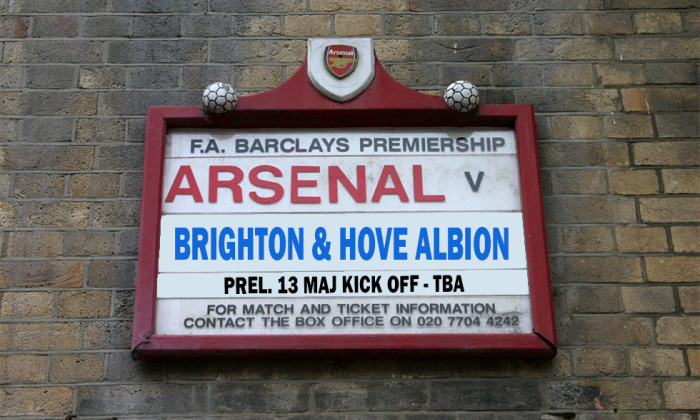 Arsenal
F.A. BARCLAYS PREMIERSHIP
ARSENAL V
BRIGHTON & HOVE ALBION
PREL. 13 MAJ KICK OFF - TBA
FOR MATCH AND TICKET INFORMATION
CONTACT THE BOX OFFICE ON 020 7704 4242